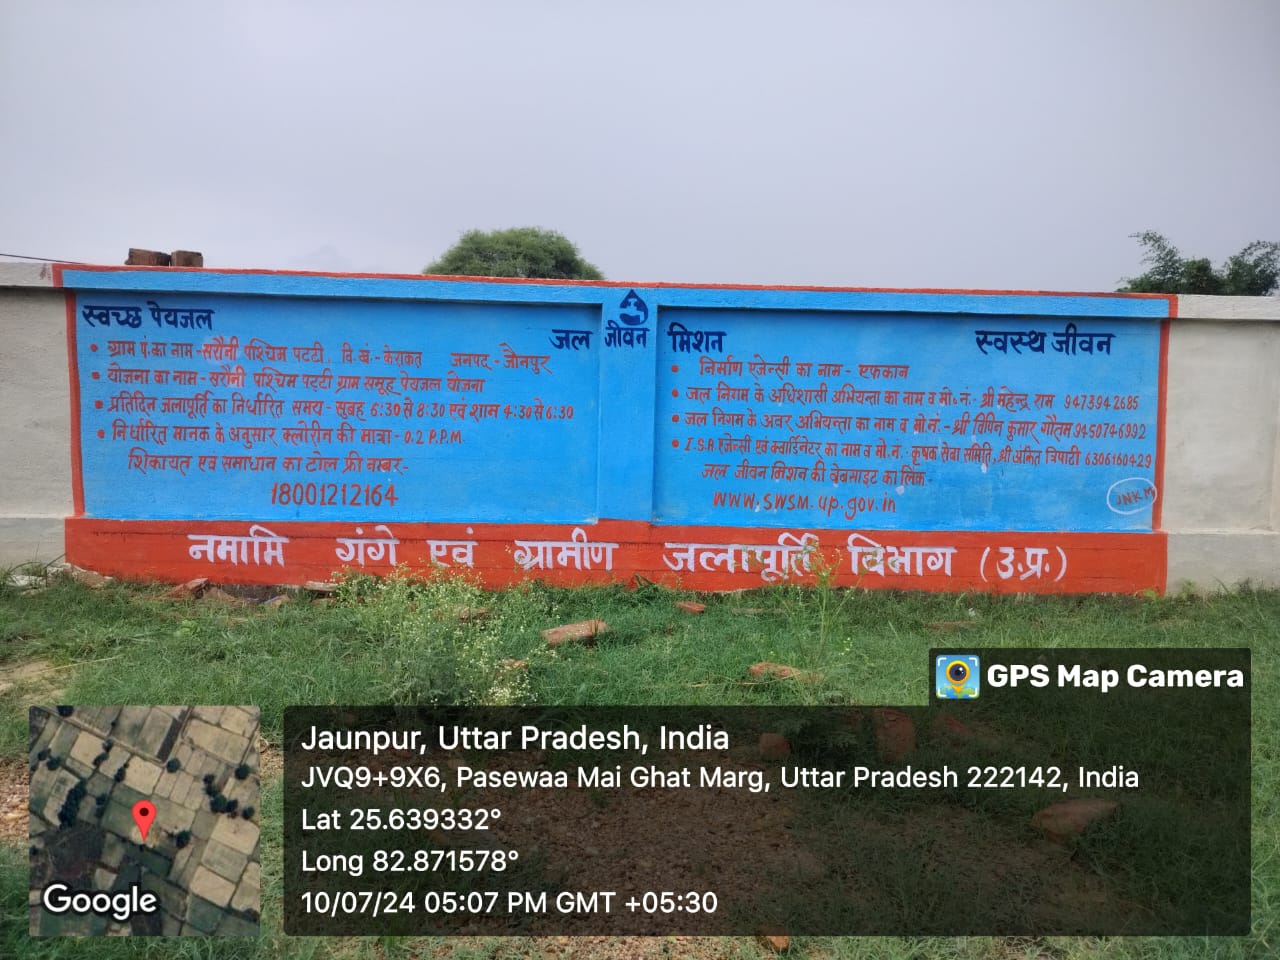 स्वच्छ पेयजल
जल जीवन मिशन
स्वस्थ जीवन
• ग्राम पं. का नाम - सरौनी पश्चिम पट्टी, वि. खं. - केराकत जनपद - जौनपुर
• योजना का नाम - सरौनी पश्चिम पट्टी ग्राम समूह पेयजल योजना
• प्रतिदिन जलापूर्ति का निर्धारित समय - सुबह 6:30 से 8:30 एवं शाम 4:30 से 6:30
• निर्धारित मानक के अनुसार क्लोरीन की मात्रा - 0.2 P.P.M.
शिकायत एवं समाधान का टोल फ्री नम्बर -
18001212164
• निर्माण एजेन्सी का नाम - एफकान
• जल निगम के अधिशासी अभियन्ता का नाम व मो. नं. - श्री महेन्द्र राम 9473942685
• जल निगम के अवर अभियन्ता का नाम व मो. नं. - श्री विपिन कुमार गौतम 9450746992
• I.S.A एजेन्सी एवं क्वार्डिनेटर का नाम व मो. नं. - कृषक सेवा समिति, श्री अंकित त्रिपाठी 6306160429
जल जीवन मिशन की वेबसाइट का लिंक -
www.swsm.up.gov.in
JNKM
नमामि गंगे एवं ग्रामीण जलापूर्ति विभाग (उ.प्र.)
GPS Map Camera
Jaunpur, Uttar Pradesh, India
JVQ9+9X6, Pasewaa Mai Ghat Marg, Uttar Pradesh 222142, India
Lat 25.639332°
Long 82.871578°
10/07/24 05:07 PM GMT +05:30
Google